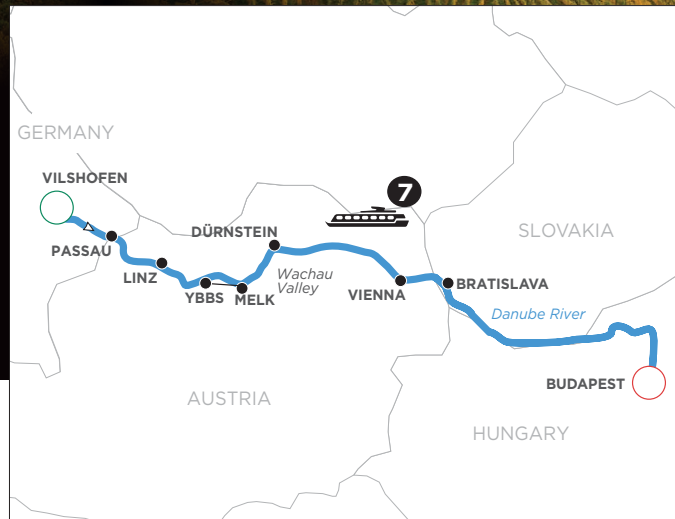 GERMANY
VILSHOFEN
PASSAU
LINZ
YBBS
MELK
DÜRNSTEIN
Wachau
Valley
7
VIENNA
BRATISLAVA
SLOVAKIA
Danube River
BUDAPEST
AUSTRIA
HUNGARY